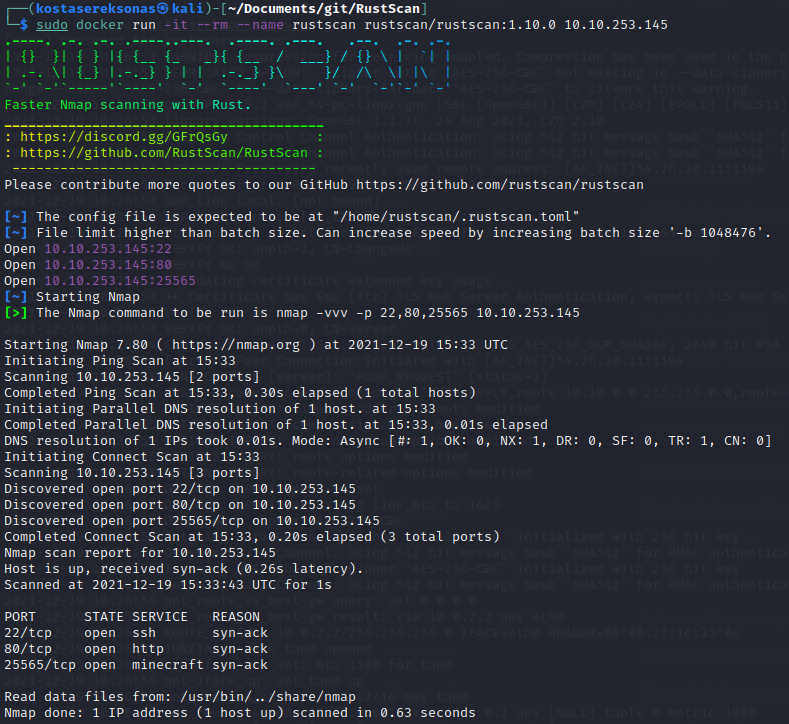 ┌──(kostasereksonas㉿kali)-[~/Documents/git/RustScan]
└─$ sudo docker run -it --rm --name rustscan rustscan/rustscan:1.10.0 10.10.253.145
Faster Nmap scanning with Rust.
: https://discord.gg/GFrQsGy :
: https://github.com/RustScan/RustScan :
Please contribute more quotes to our GitHub https://github.com/rustscan/rustscan
[~] The config file is expected to be at "/home/rustscan/.rustscan.toml"
[~] File limit higher than batch size. Can increase speed by increasing batch size '-b 1048476'.
Open 10.10.253.145:22
Open 10.10.253.145:80
Open 10.10.253.145:25565
[~] Starting Nmap
[>] The Nmap command to be run is nmap -vvv -p 22,80,25565 10.10.253.145
Starting Nmap 7.80 ( https://nmap.org ) at 2021-12-19 15:33 UTC
Initiating Ping Scan at 15:33
Scanning 10.10.253.145 [2 ports]
Completed Ping Scan at 15:33, 0.30s elapsed (1 total hosts)
Initiating Parallel DNS resolution of 1 host. at 15:33
Completed Parallel DNS resolution of 1 host. at 15:33, 0.01s elapsed
DNS resolution of 1 IPs took 0.01s. Mode: Async [#: 1, OK: 0, NX: 1, DR: 0, SF: 0, TR: 1, CN: 0]
Initiating Connect Scan at 15:33
Scanning 10.10.253.145 [3 ports]
Discovered open port 22/tcp on 10.10.253.145
Discovered open port 80/tcp on 10.10.253.145
Discovered open port 25565/tcp on 10.10.253.145
Completed Connect Scan at 15:33, 0.20s elapsed (3 total ports)
Nmap scan report for 10.10.253.145
Host is up, received syn-ack (0.26s latency).
Scanned at 2021-12-19 15:33:43 UTC for 1s
PORT STATE SERVICE REASON
22/tcp open ssh syn-ack
80/tcp open http syn-ack
25565/tcp open minecraft syn-ack
Read data files from: /usr/bin/../share/nmap
Nmap done: 1 IP address (1 host up) scanned in 0.63 seconds